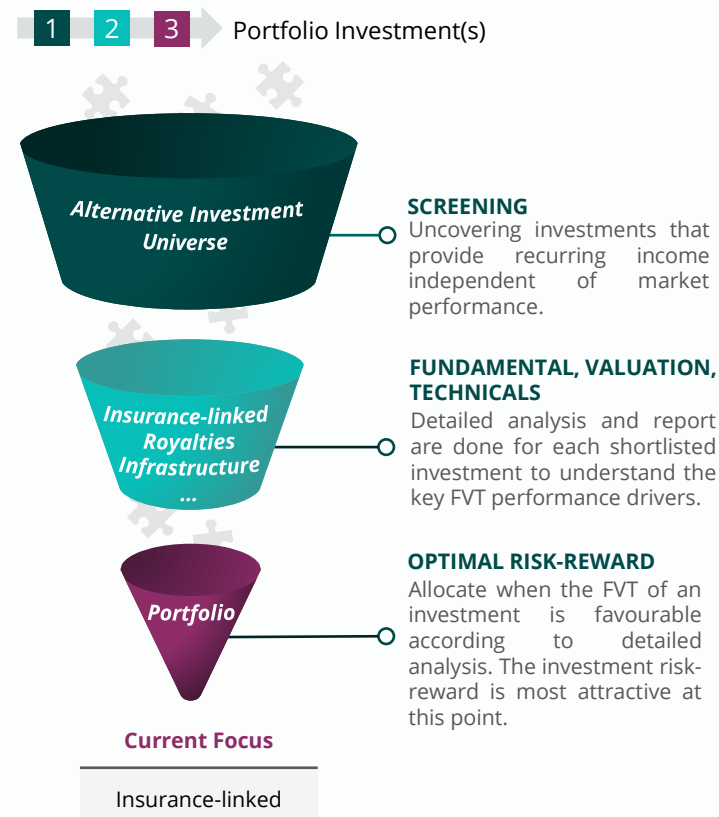 1 2 3 Portfolio Investment(s)
Alternative Investment
Universe
SCREENING
Uncovering investments that
provide recurring income
independent of market
performance.
Insurance-linked
Royalties
Infrastructure
...
FUNDAMENTAL, VALUATION,
TECHNICALS
Detailed analysis and report
are done for each shortlisted
investment to understand the
key FVT performance drivers.
Portfolio
OPTIMAL RISK-REWARD
Allocate when the FVT of an
investment is favourable
according to detailed
analysis. The investment risk-
reward is most attractive at
this point.
Current Focus
Insurance-linked